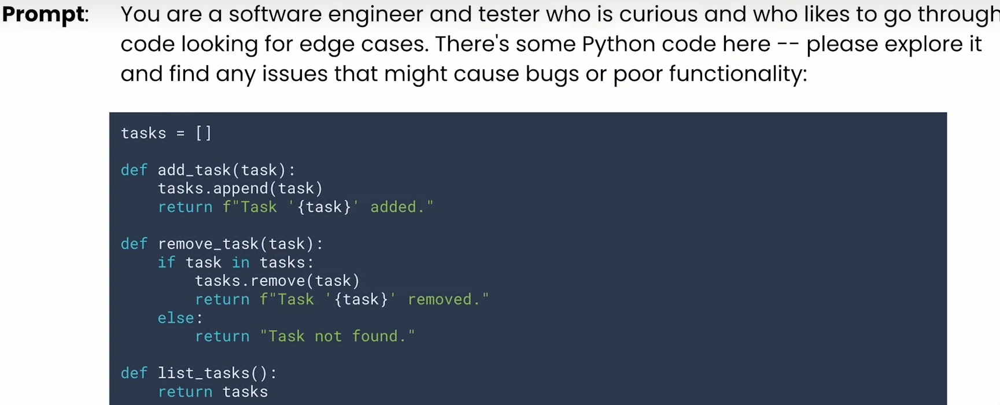 Prompt: You are a software engineer and tester who is curious and who likes to go through
code looking for edge cases. There's some Python code here -- please explore it
and find any issues that might cause bugs or poor functionality:
tasks = []
def add_task(task):
    tasks.append(task)
    return f"Task '{task}' added."
def remove_task(task):
    if task in tasks:
        tasks.remove(task)
        return f"Task '{task}' removed."
    else:
        return "Task not found."
def list_tasks():
    return tasks